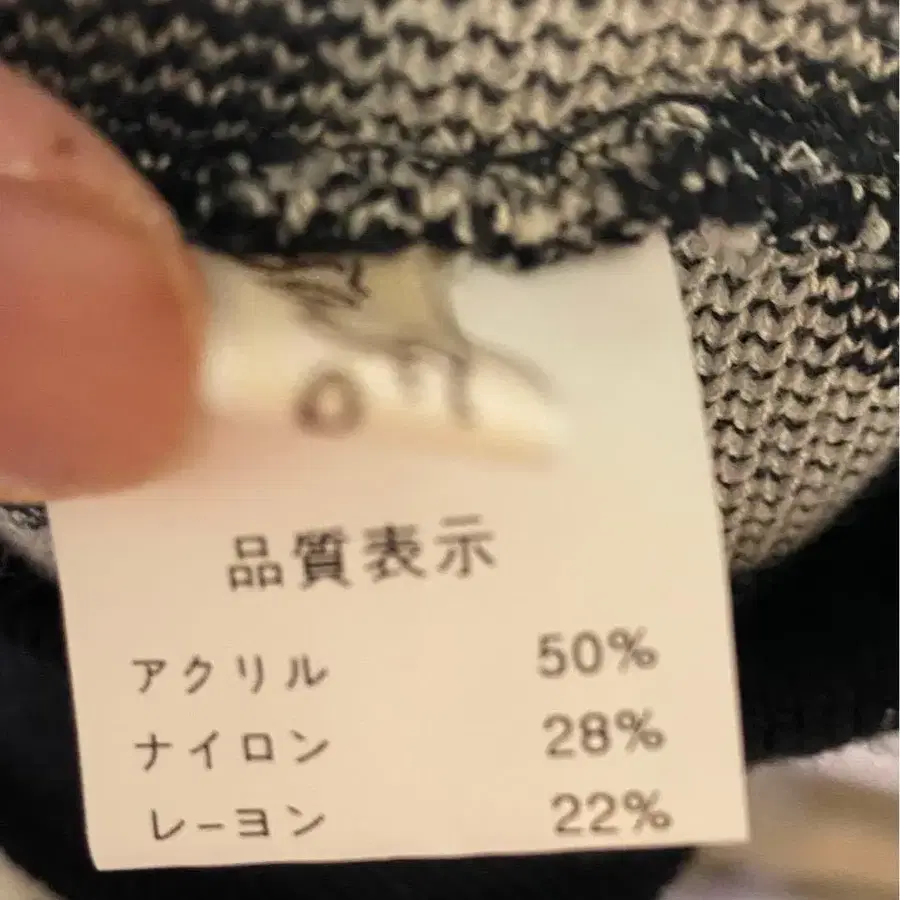 品質表示
アクリル 50%
ナイロン 28%
レーヨン 22%